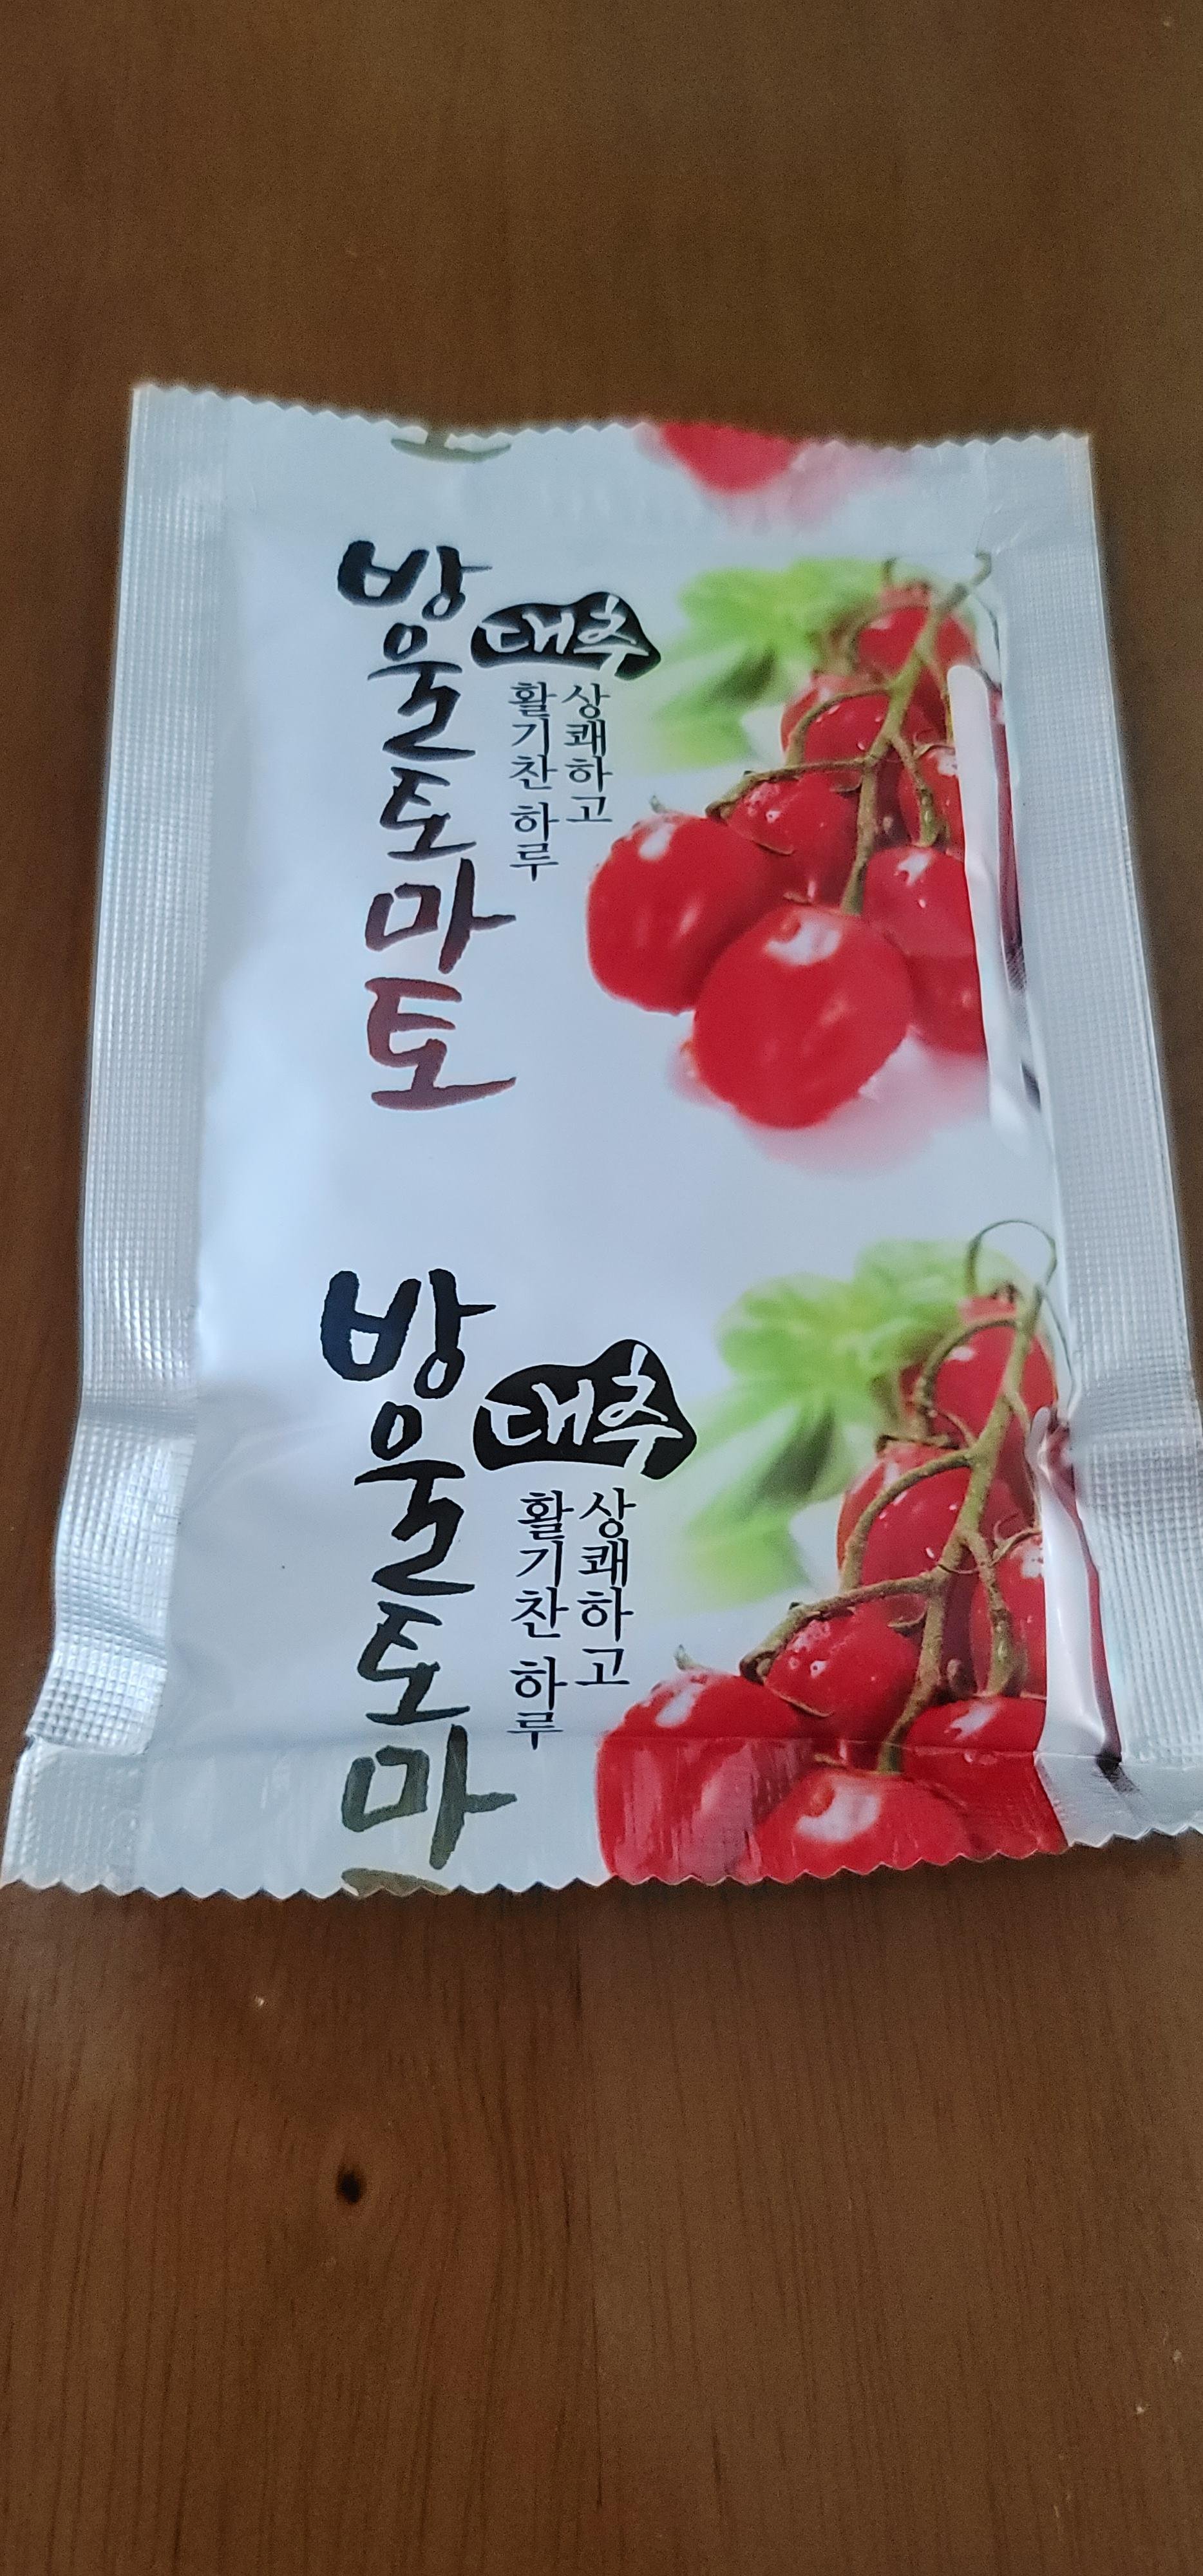 대추
방울토마토
상쾌하고
활기찬 하루
대추
방울토마
상쾌하고
활기찬 하루